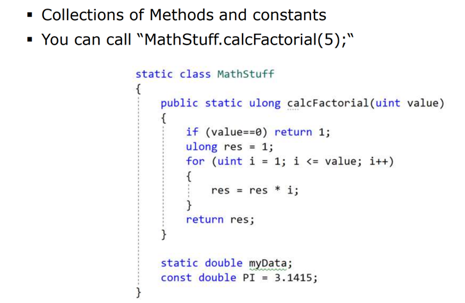 ▪ Collections of Methods and constants
▪ You can call “MathStuff.calcFactorial(5);“
static class MathStuff
{
    public static ulong calcFactorial(uint value)
    {
        if (value==0) return 1;
        ulong res = 1;
        for (uint i = 1; i <= value; i++)
        {
            res = res * i;
        }
        return res;
    }
    static double myData;
    const double PI = 3.1415;
}